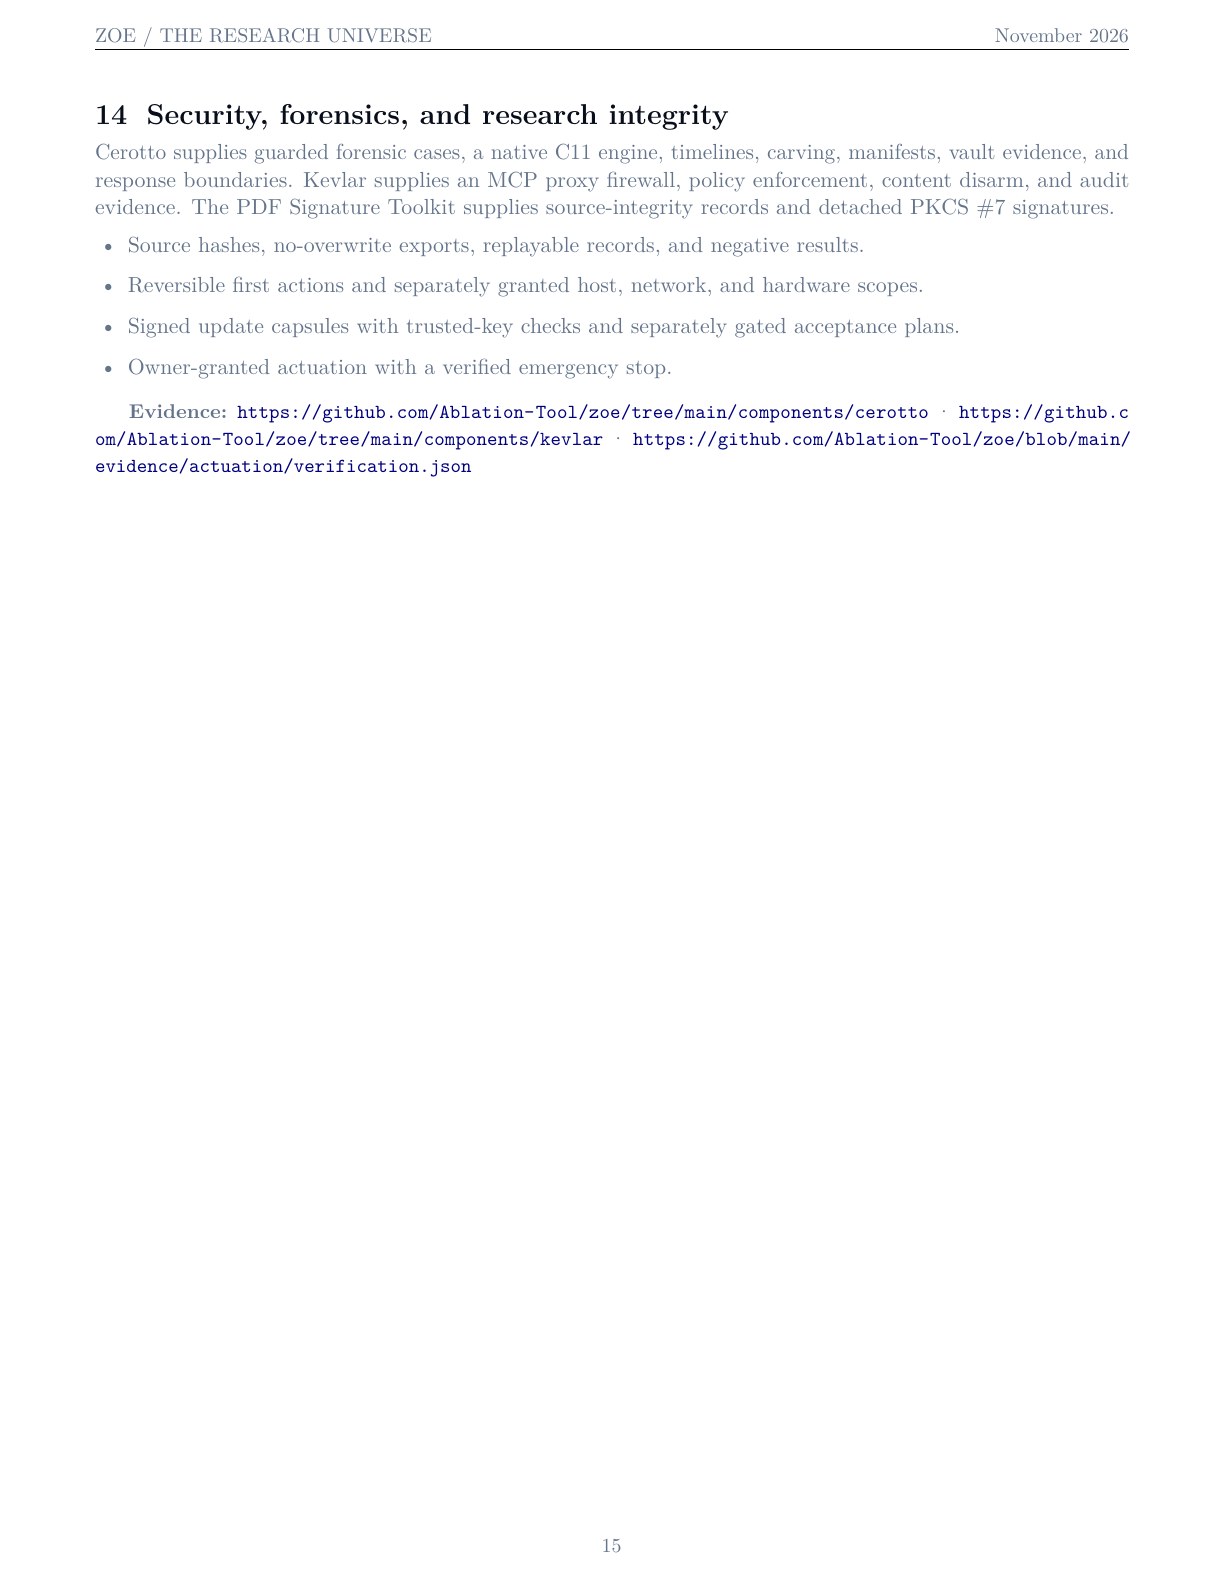 ZOE / THE RESEARCH UNIVERSE November 2026
14 Security, forensics, and research integrity
Cerotto supplies guarded forensic cases, a native C11 engine, timelines, carving, manifests, vault evidence, and
response boundaries. Kevlar supplies an MCP proxy firewall, policy enforcement, content disarm, and audit
evidence. The PDF Signature Toolkit supplies source-integrity records and detached PKCS #7 signatures.
• Source hashes, no-overwrite exports, replayable records, and negative results.
• Reversible first actions and separately granted host, network, and hardware scopes.
• Signed update capsules with trusted-key checks and separately gated acceptance plans.
• Owner-granted actuation with a verified emergency stop.
Evidence: https://github.com/Ablation-Tool/zoe/tree/main/components/cerotto · https://github.c
om/Ablation-Tool/zoe/tree/main/components/kevlar · https://github.com/Ablation-Tool/zoe/blob/main/
evidence/actuation/verification.json
15